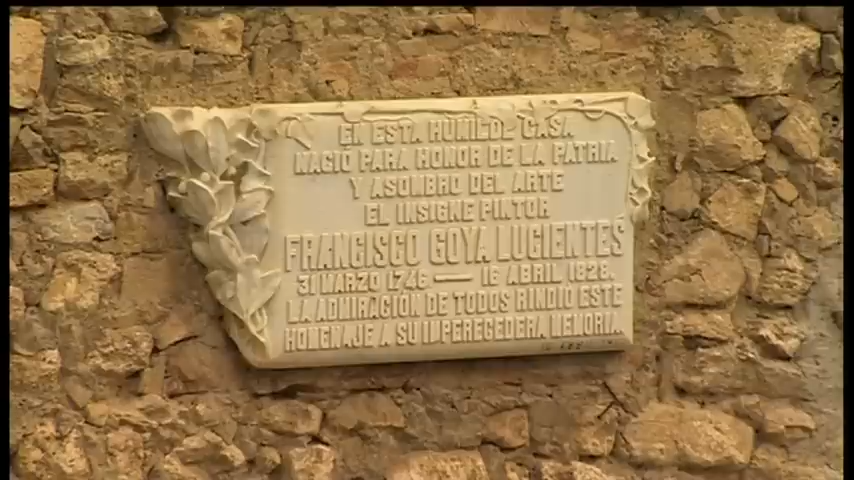 EN ESTA HUMILDE CASA
NACIÓ PARA HONOR DE LA PATRIA
Y ASOMBRO DEL ARTE
EL INSIGNE PINTOR
FRANCISCO GOYA LUCIENTES
31 MARZO 1746 — 16 ABRIL 1828.
LA ADMIRACIÓN DE TODOS RINDIÓ ESTE
HOMENAJE A SU IMPERECEDERA MEMORIA.